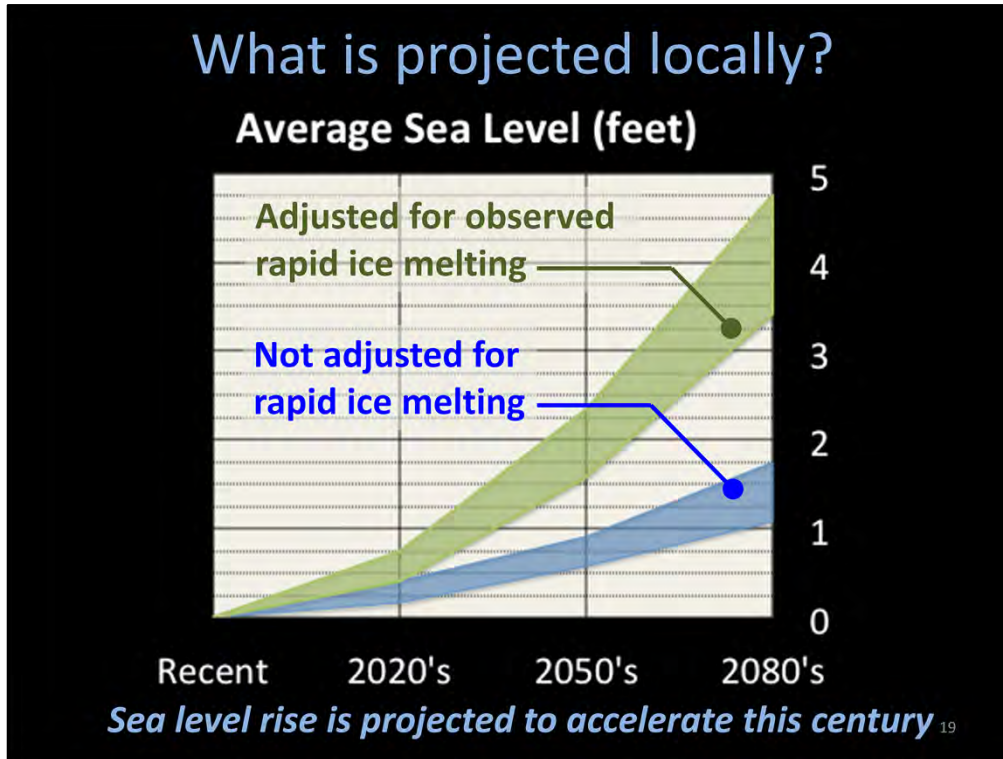 What is projected locally?
Average Sea Level (feet)
5
Adjusted for observed
rapid ice melting
4
Not adjusted for
rapid ice melting
3
2
1
0
Recent 2020's 2050's 2080's
Sea level rise is projected to accelerate this century 19